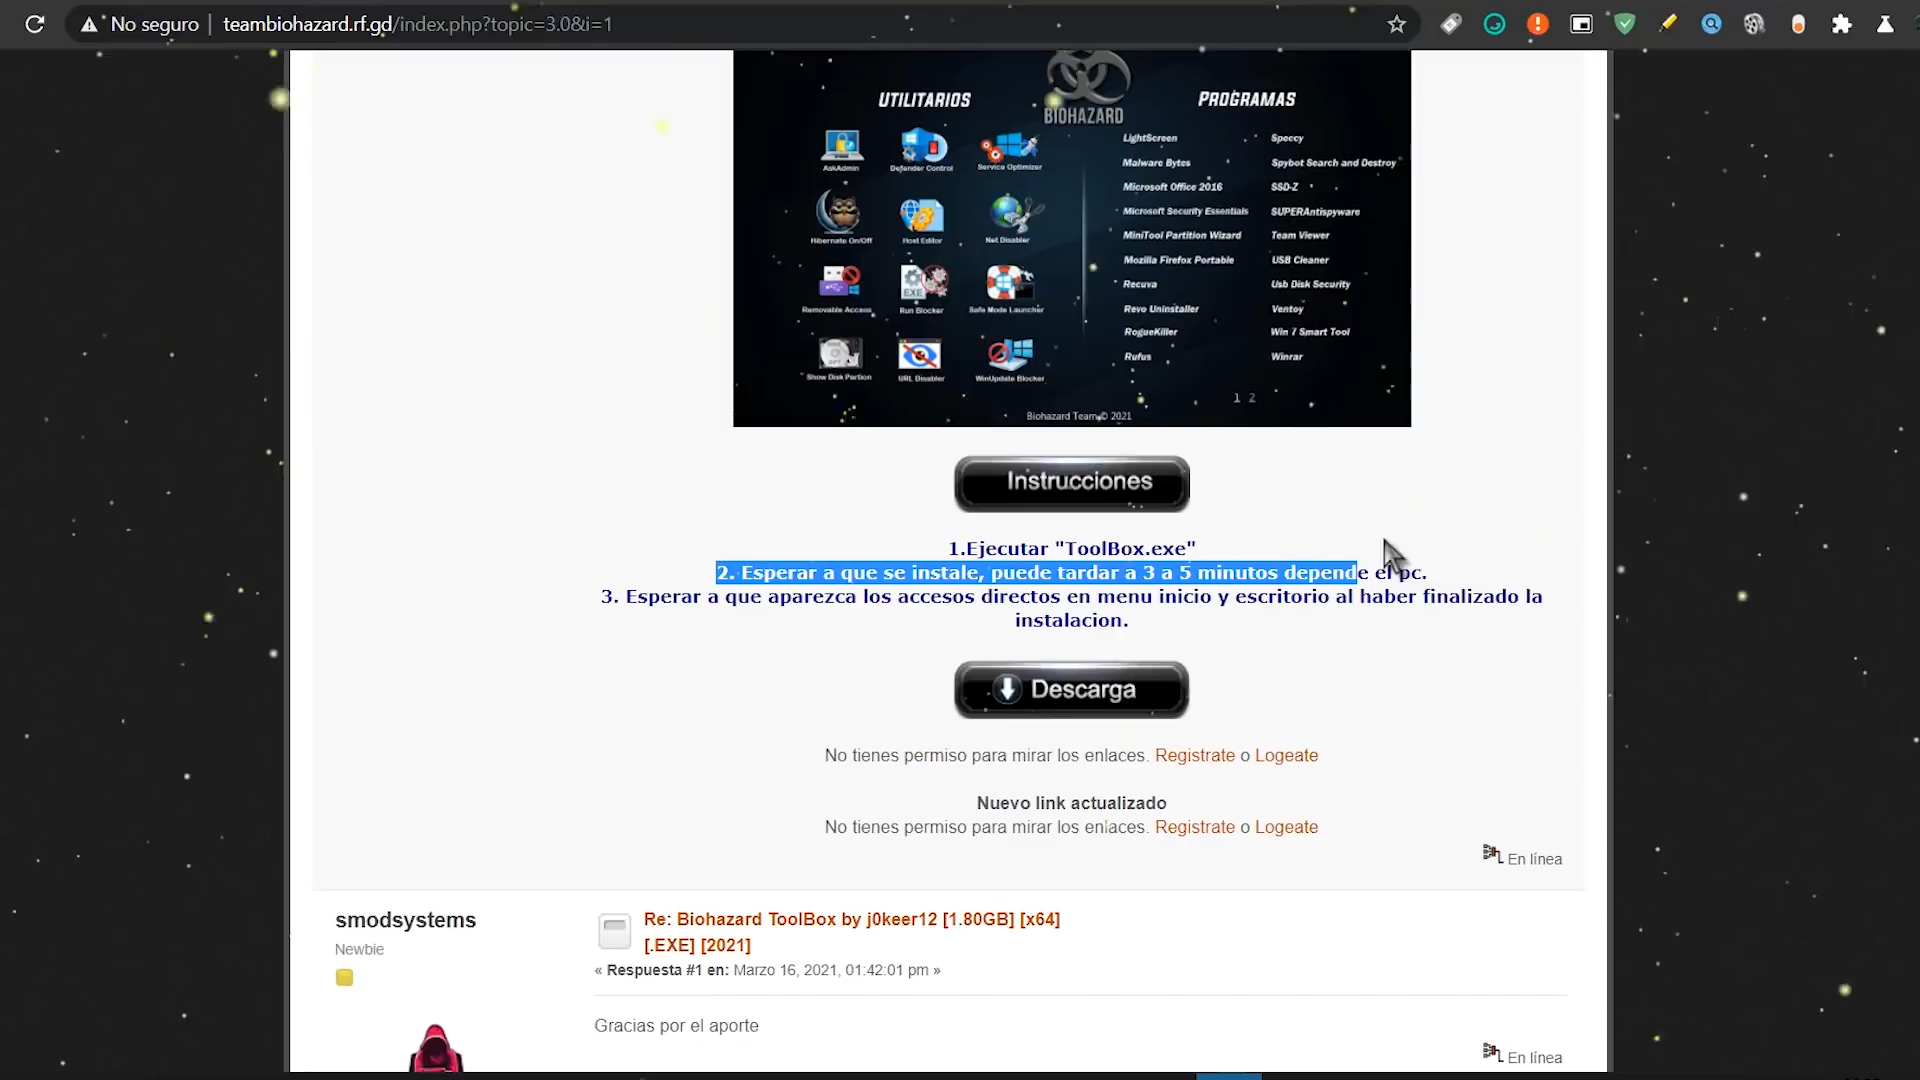 No seguro | teambiohazard.rf.gd/index.php?topic=3.0&i=1
UTILITARIOS
BIOHAZARD
PROGRAMAS
AskAdmin
Defender Control
Service Optimizer
Hibernate On/Off
Host Editor
Net Disabler
Removable Access
Run Blocker
Safe Mode Launcher
Show Disk Partion
URL Disabler
WinUpdate Blocker
LightScreen
Malware Bytes
Microsoft Office 2016
Microsoft Security Essentials
MiniTool Partition Wizard
Mozilla Firefox Portable
Recuva
Revo Uninstaller
RogueKiller
Rufus
Speccy
Spybot Search and Destroy
SSD-Z
SUPERAntispyware
Team Viewer
USB Cleaner
Usb Disk Security
Ventoy
Win 7 Smart Tool
Winrar
1 2
Biohazard Team © 2021
Instrucciones
1.Ejecutar "ToolBox.exe"
2. Esperar a que se instale, puede tardar a 3 a 5 minutos depende el pc.
3. Esperar a que aparezca los accesos directos en menu inicio y escritorio al haber finalizado la
instalacion.
Descarga
No tienes permiso para mirar los enlaces. Registrate o Logeate
Nuevo link actualizado
No tienes permiso para mirar los enlaces. Registrate o Logeate
En línea
smodsystems
Newbie
Re: Biohazard ToolBox by j0keer12 [1.80GB] [x64]
[.EXE] [2021]
« Respuesta #1 en: Marzo 16, 2021, 01:42:01 pm »
Gracias por el aporte
En línea